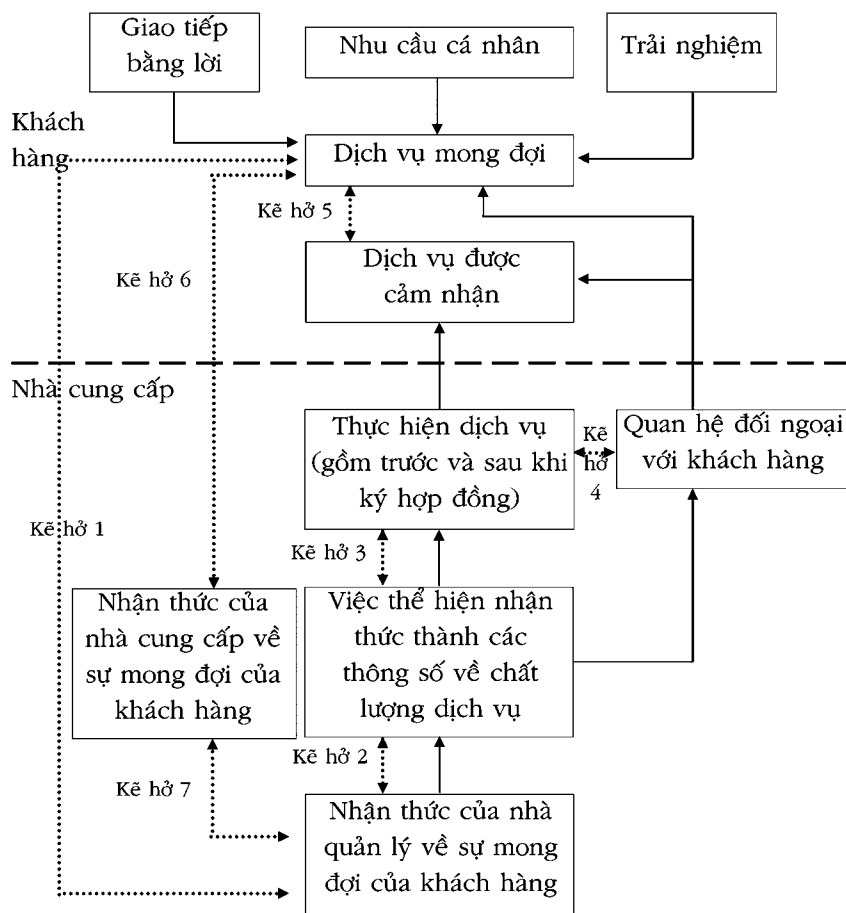 Giao tiếp
bằng lời
Nhu cầu cá nhân
Trải nghiệm
Khách
hàng
Dịch vụ mong đợi
Kẽ hở 5
Dịch vụ được
cảm nhận
Kẽ hở 6
Nhà cung cấp
Thực hiện dịch vụ
(gồm trước và sau khi
ký hợp đồng)
Kẽ
hở
4
Quan hệ đối ngoại
với khách hàng
Kẽ hở 1
Kẽ hở 3
Nhận thức của
nhà cung cấp về
sự mong đợi của
khách hàng
Việc thể hiện nhận
thức thành các
thông số về chất
lượng dịch vụ
Kẽ hở 2
Kẽ hở 7
Nhận thức của nhà
quản lý về sự mong
đợi của khách hàng